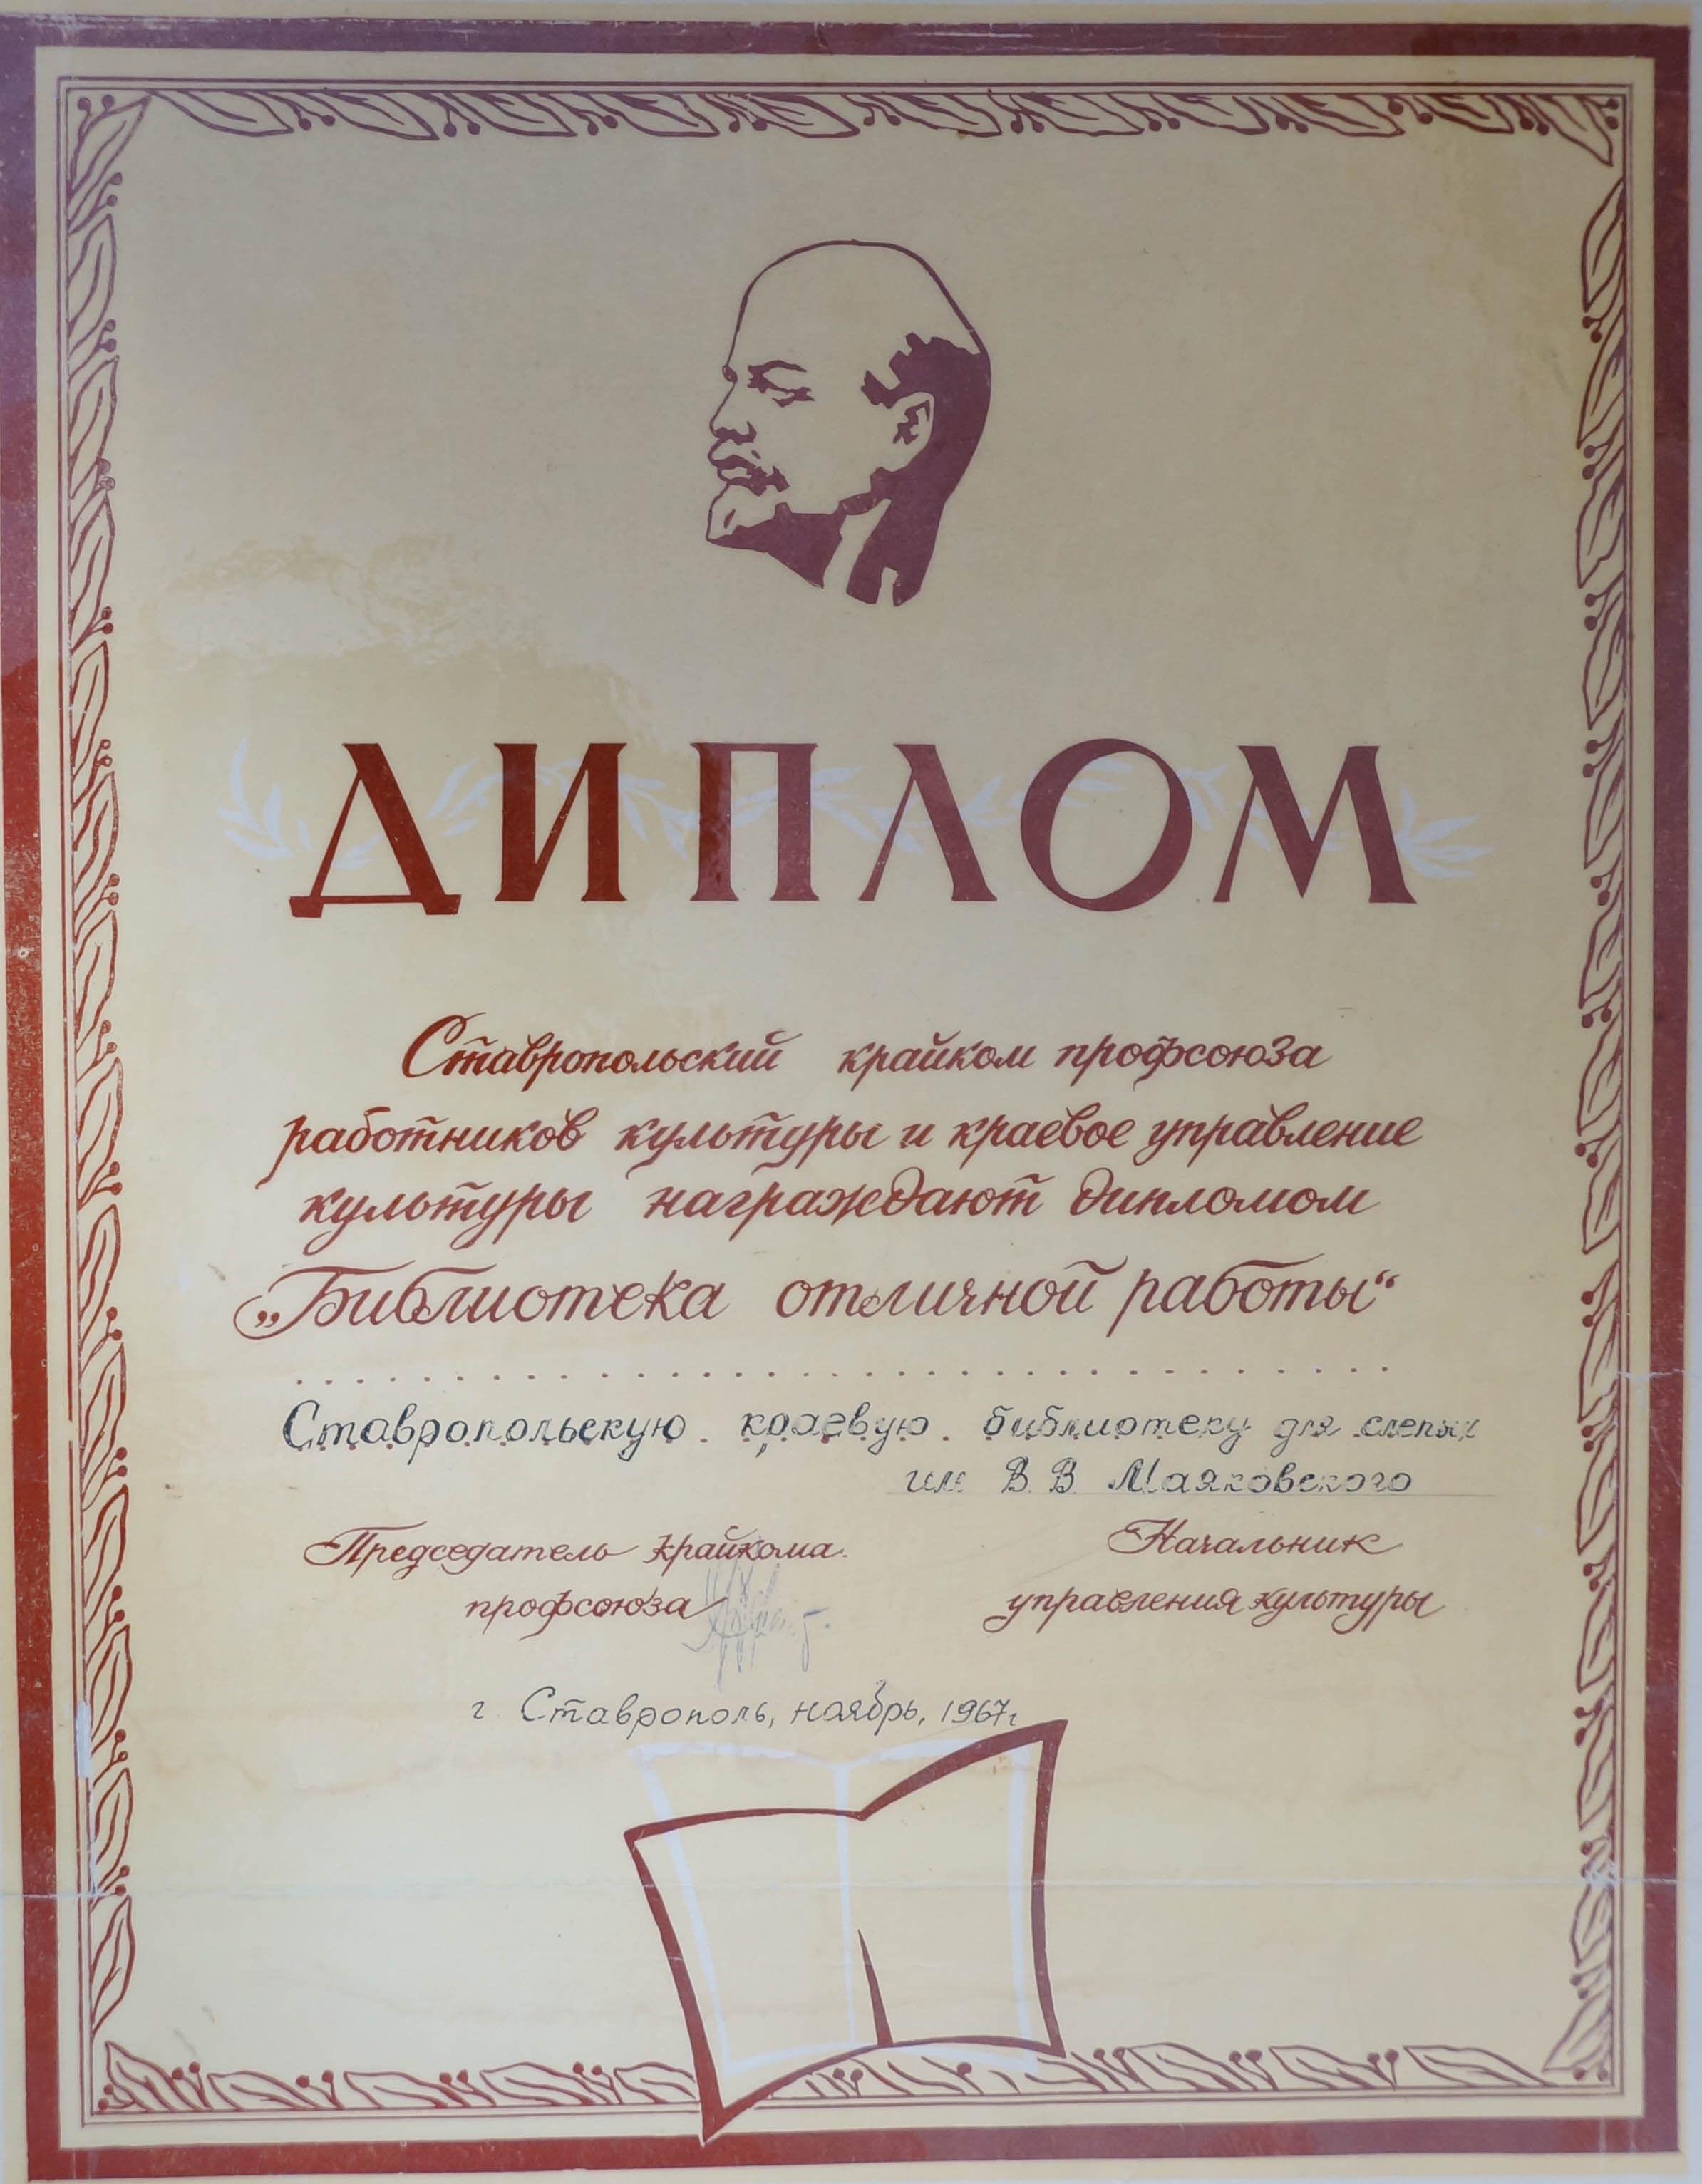 ДИПЛОМ
Ставропольский крайком профсоюза
работников культуры и краевое управление
культуры награждают дипломом
„Библиотека отличной работы“
Ставропольскую краевую библиотеку для слепых
им В. В Маяковского
Председатель крайкома
профсоюза
Начальник
управления культуры
г Ставрополь, ноябрь, 1967г